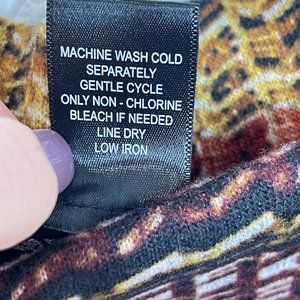 MACHINE WASH COLD
SEPARATELY
GENTLE CYCLE
ONLY NON - CHLORINE
BLEACH IF NEEDED
LINE DRY
LOW IRON